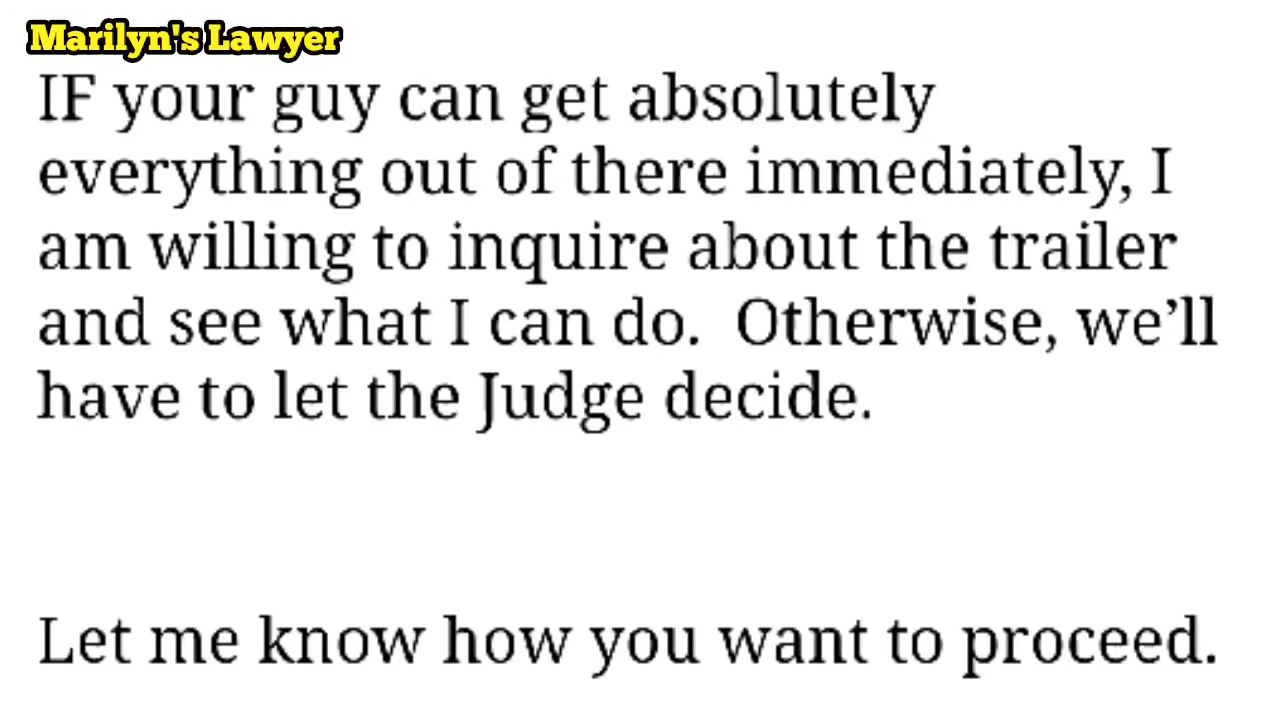 Marilyn's Lawyer
IF your guy can get absolutely
everything out of there immediately, I
am willing to inquire about the trailer
and see what I can do.  Otherwise, we’ll
have to let the Judge decide.
Let me know how you want to proceed.